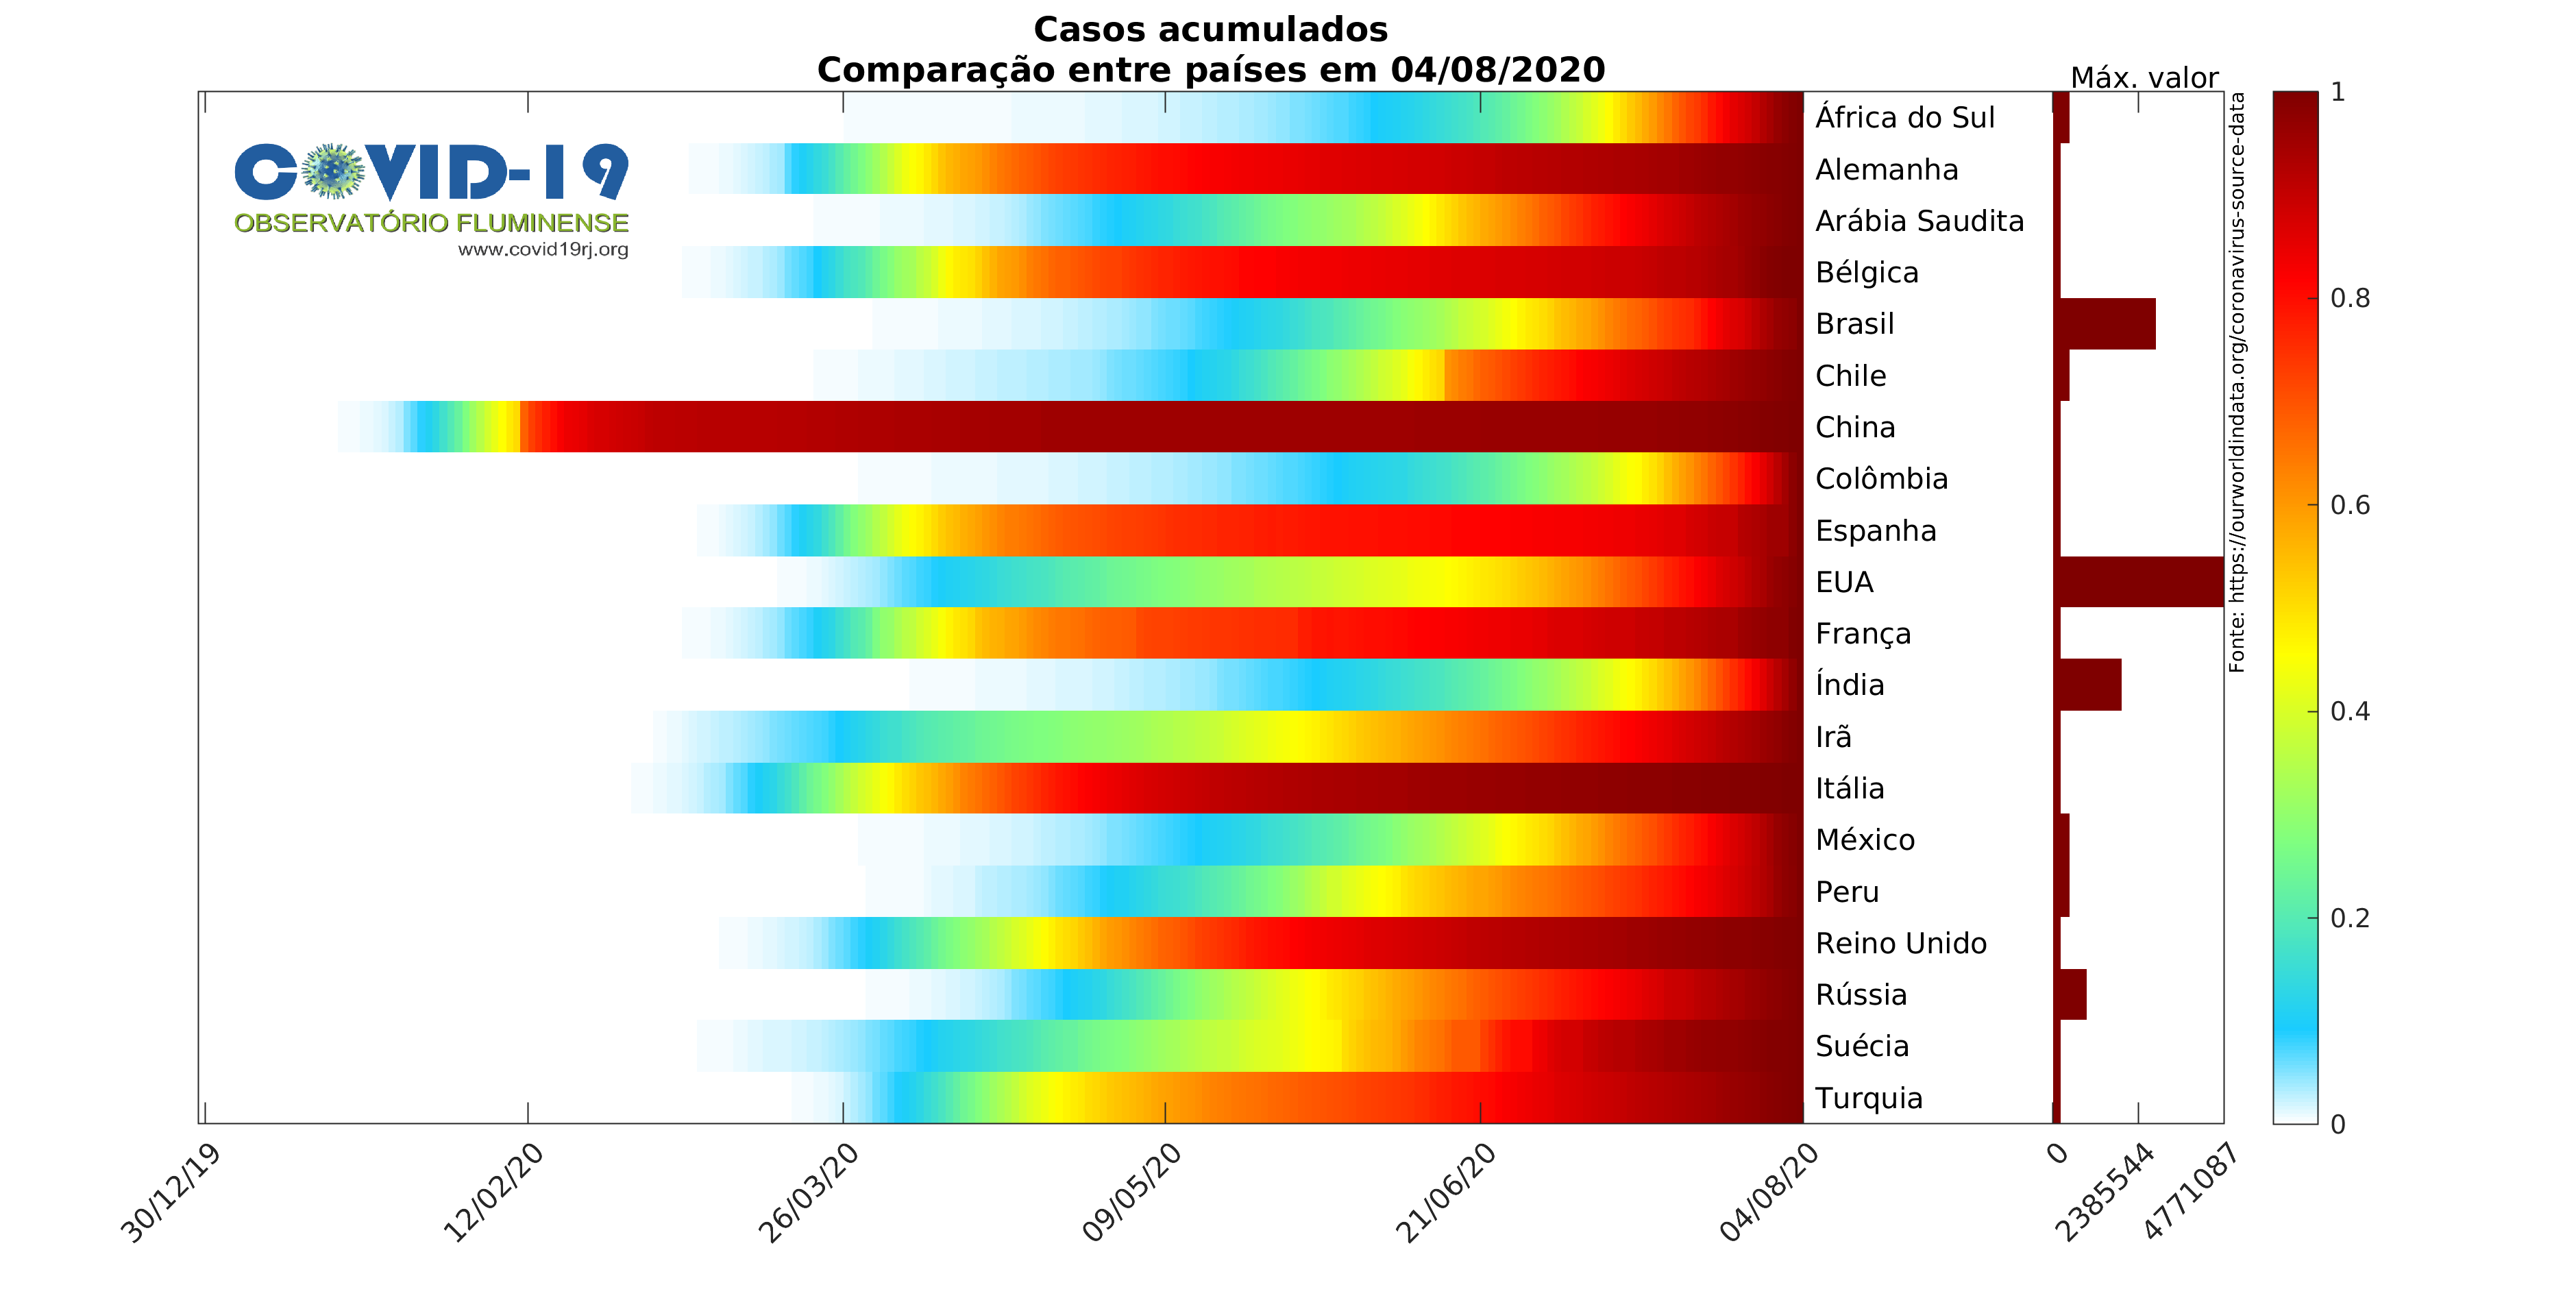 Casos acumulados
Comparação entre países em 04/08/2020
Máx. valor
COVID-19
OBSERVATÓRIO FLUMINENSE
www.covid19rj.org
África do Sul
Alemanha
Arábia Saudita
Bélgica
Brasil
Chile
China
Colômbia
Espanha
EUA
França
Índia
Irã
Itália
México
Peru
Reino Unido
Rússia
Suécia
Turquia
Fonte: https://ourworldindata.org/coronavirus-source-data
1
0.8
0.6
0.4
0.2
0
30/12/19
12/02/20
26/03/20
09/05/20
21/06/20
04/08/20
0
2385544
4771087